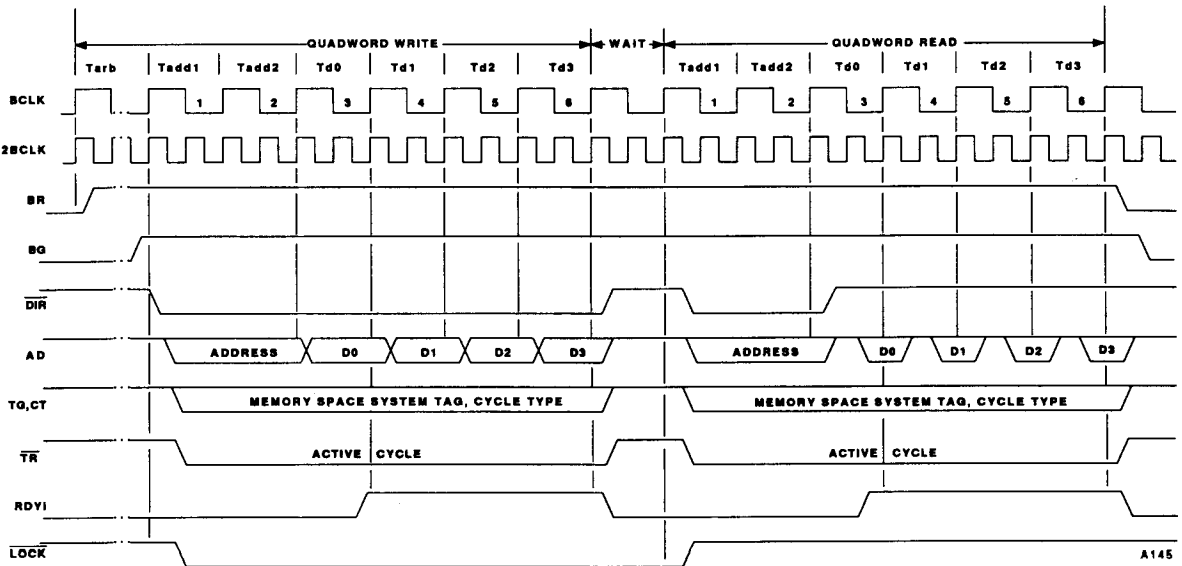 QUADWORD WRITE WAIT QUADWORD READ
Tarb Tadd1 Tadd2 Td0 Td1 Td2 Td3 Tadd1 Tadd2 Td0 Td1 Td2 Td3
BCLK 1 2 3 4 5 6 1 2 3 4 5 6
2BCLK
BR
BG
DIR
AD ADDRESS D0 D1 D2 D3 ADDRESS D0 D1 D2 D3
TG,CT MEMORY SPACE SYSTEM TAG, CYCLE TYPE MEMORY SPACE SYSTEM TAG, CYCLE TYPE
TR ACTIVE CYCLE ACTIVE CYCLE
RDYi
LOCK A145